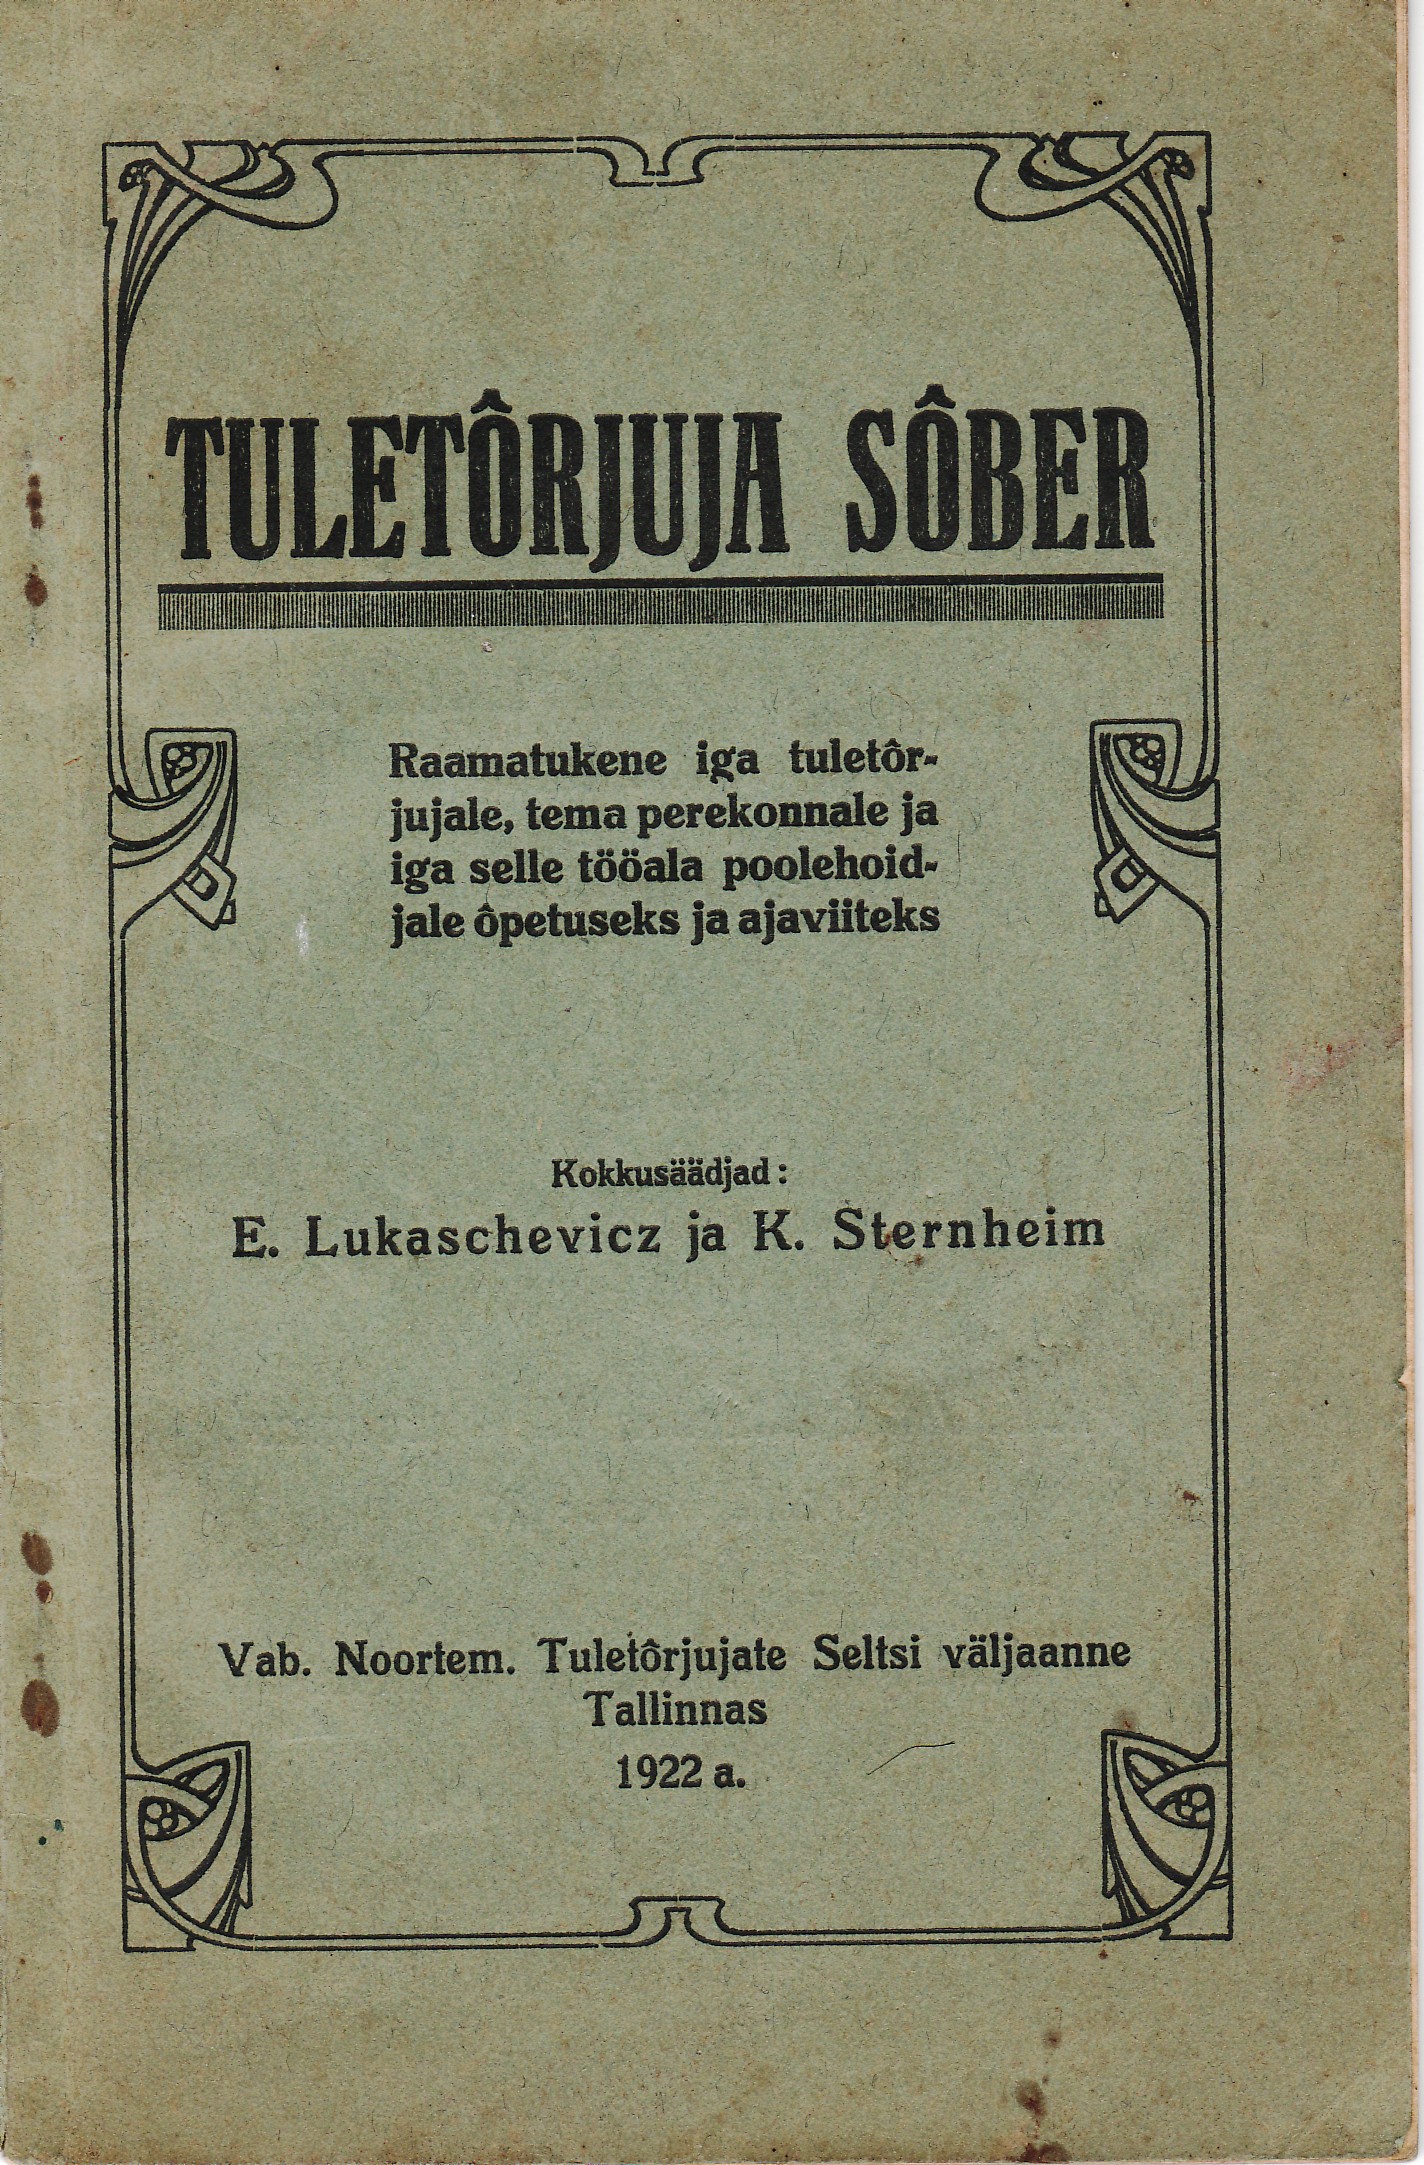 TULETÔRJUJA SÔBER
Raamatukene iga tuletôr-
jujale, tema perekonnale ja
iga selle tööala poolehoid-
jale ôpetuseks ja ajaviiteks
Kokkusäädjad:
E. Lukaschevicz ja K. Sternheim
Vab. Noortem. Tuletôrjujate Seltsi väljaanne
Tallinnas
1922 a.